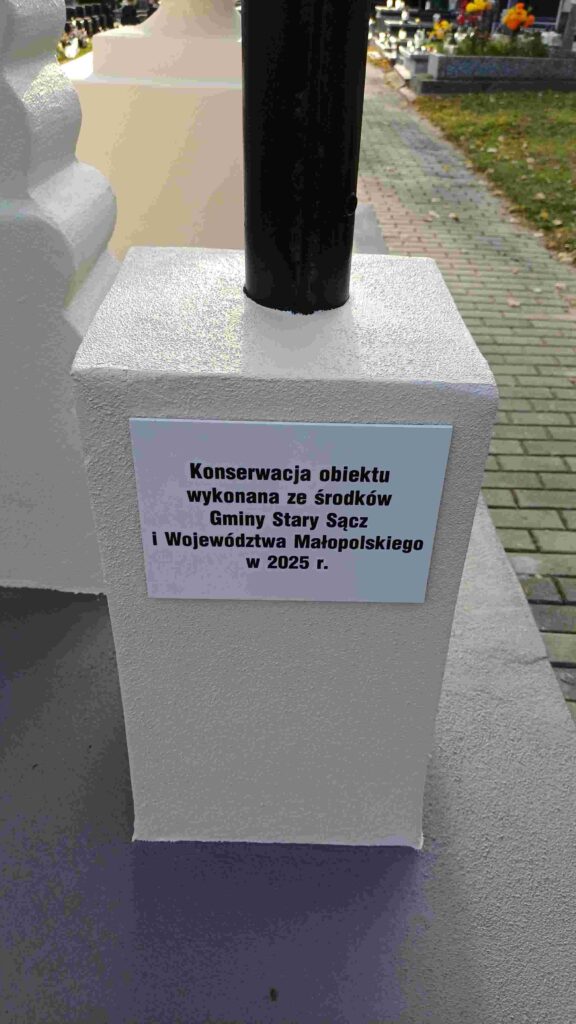 Konserwacja obiektu
wykonana ze środków
Gminy Stary Sącz
i Województwa Małopolskiego
w 2025 r.